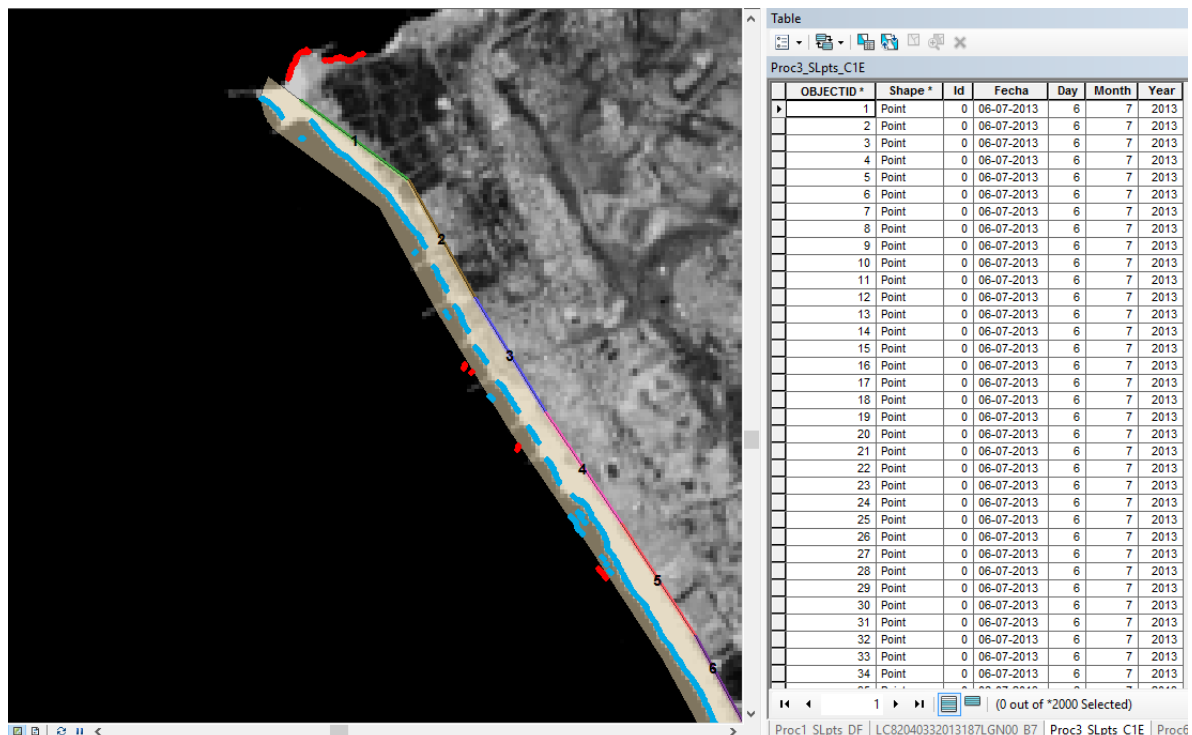 1
2
3
4
5
6
Table
Proc3_SLpts_C1E
OBJECTID * Shape * Id Fecha Day Month Year
1 Point 0 06-07-2013 6 7 2013
2 Point 0 06-07-2013 6 7 2013
3 Point 0 06-07-2013 6 7 2013
4 Point 0 06-07-2013 6 7 2013
5 Point 0 06-07-2013 6 7 2013
6 Point 0 06-07-2013 6 7 2013
7 Point 0 06-07-2013 6 7 2013
8 Point 0 06-07-2013 6 7 2013
9 Point 0 06-07-2013 6 7 2013
10 Point 0 06-07-2013 6 7 2013
11 Point 0 06-07-2013 6 7 2013
12 Point 0 06-07-2013 6 7 2013
13 Point 0 06-07-2013 6 7 2013
14 Point 0 06-07-2013 6 7 2013
15 Point 0 06-07-2013 6 7 2013
16 Point 0 06-07-2013 6 7 2013
17 Point 0 06-07-2013 6 7 2013
18 Point 0 06-07-2013 6 7 2013
19 Point 0 06-07-2013 6 7 2013
20 Point 0 06-07-2013 6 7 2013
21 Point 0 06-07-2013 6 7 2013
22 Point 0 06-07-2013 6 7 2013
23 Point 0 06-07-2013 6 7 2013
24 Point 0 06-07-2013 6 7 2013
25 Point 0 06-07-2013 6 7 2013
26 Point 0 06-07-2013 6 7 2013
27 Point 0 06-07-2013 6 7 2013
28 Point 0 06-07-2013 6 7 2013
29 Point 0 06-07-2013 6 7 2013
30 Point 0 06-07-2013 6 7 2013
31 Point 0 06-07-2013 6 7 2013
32 Point 0 06-07-2013 6 7 2013
33 Point 0 06-07-2013 6 7 2013
34 Point 0 06-07-2013 6 7 2013
1 (0 out of *2000 Selected)
Proc1_SLpts_DF LC82040332013187LGN00_B7 Proc3_SLpts_C1E Proc6